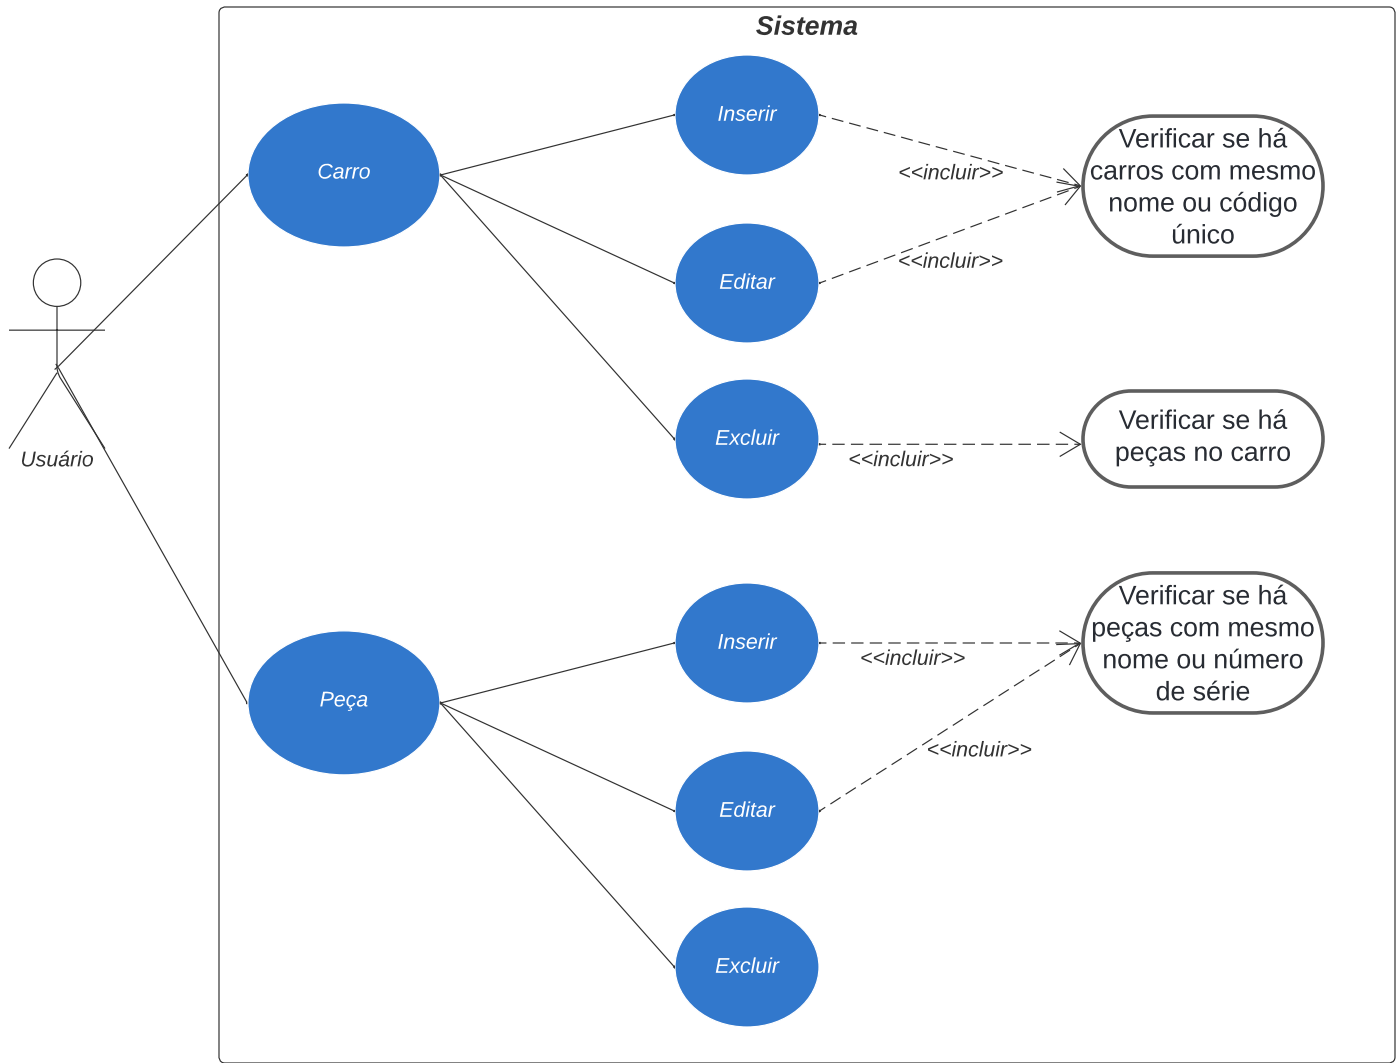 Sistema
Inserir
Verificar se há
carros com mesmo
nome ou código
único
Carro
<<incluir>>
<<incluir>>
Editar
Usuário
Excluir
<<incluir>>
Verificar se há
peças no carro
Inserir
<<incluir>>
Verificar se há
peças com mesmo
nome ou número
de série
Peça
<<incluir>>
Editar
Excluir